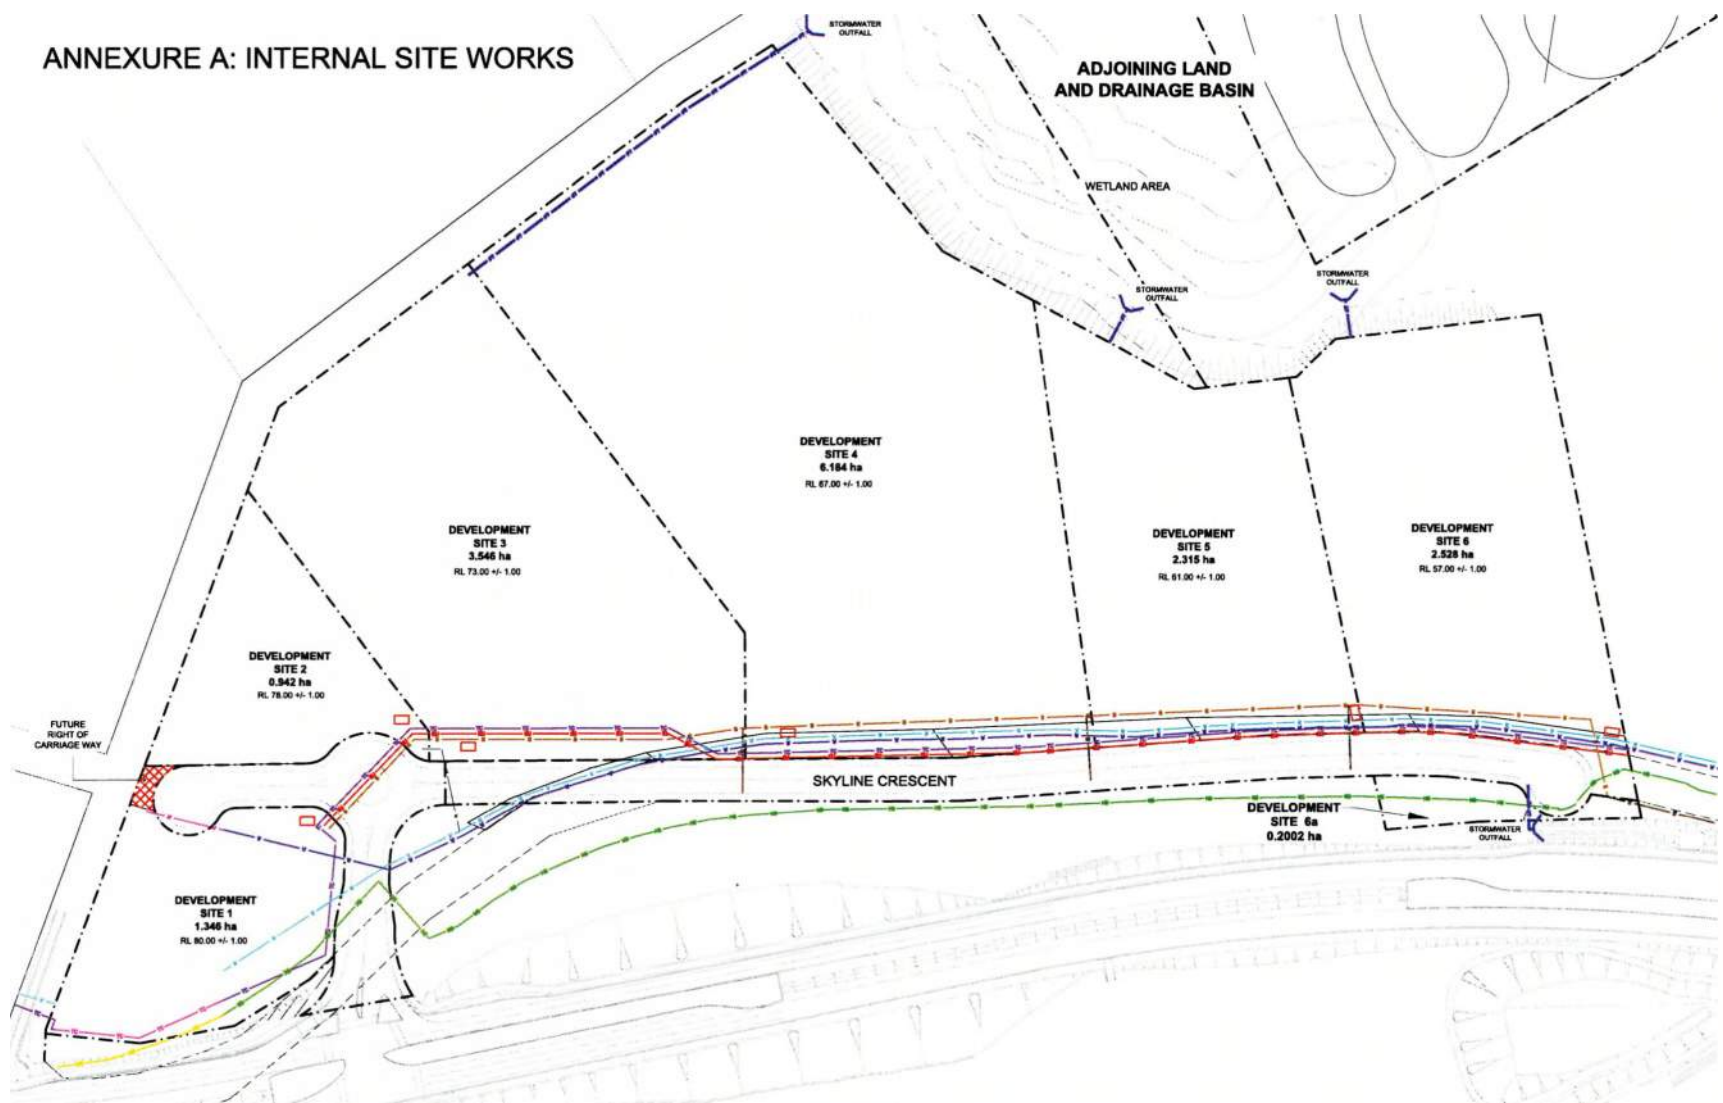 ANNEXURE A: INTERNAL SITE WORKS
STORMWATER
OUTFALL
ADJOINING LAND
AND DRAINAGE BASIN
WETLAND AREA
STORMWATER
OUTFALL
STORMWATER
OUTFALL
DEVELOPMENT
SITE 4
6.184 ha
RL 67.00 +/- 1.00
DEVELOPMENT
SITE 3
3.546 ha
RL 73.00 +/- 1.00
DEVELOPMENT
SITE 5
2.315 ha
RL 61.00 +/- 1.00
DEVELOPMENT
SITE 6
2.528 ha
RL 57.00 +/- 1.00
DEVELOPMENT
SITE 2
0.942 ha
RL 78.00 +/- 1.00
FUTURE
RIGHT OF
CARRIAGE WAY
SKYLINE CRESCENT
DEVELOPMENT
SITE 6a
0.2002 ha
STORMWATER
OUTFALL
DEVELOPMENT
SITE 1
1.346 ha
RL 80.00 +/- 1.00